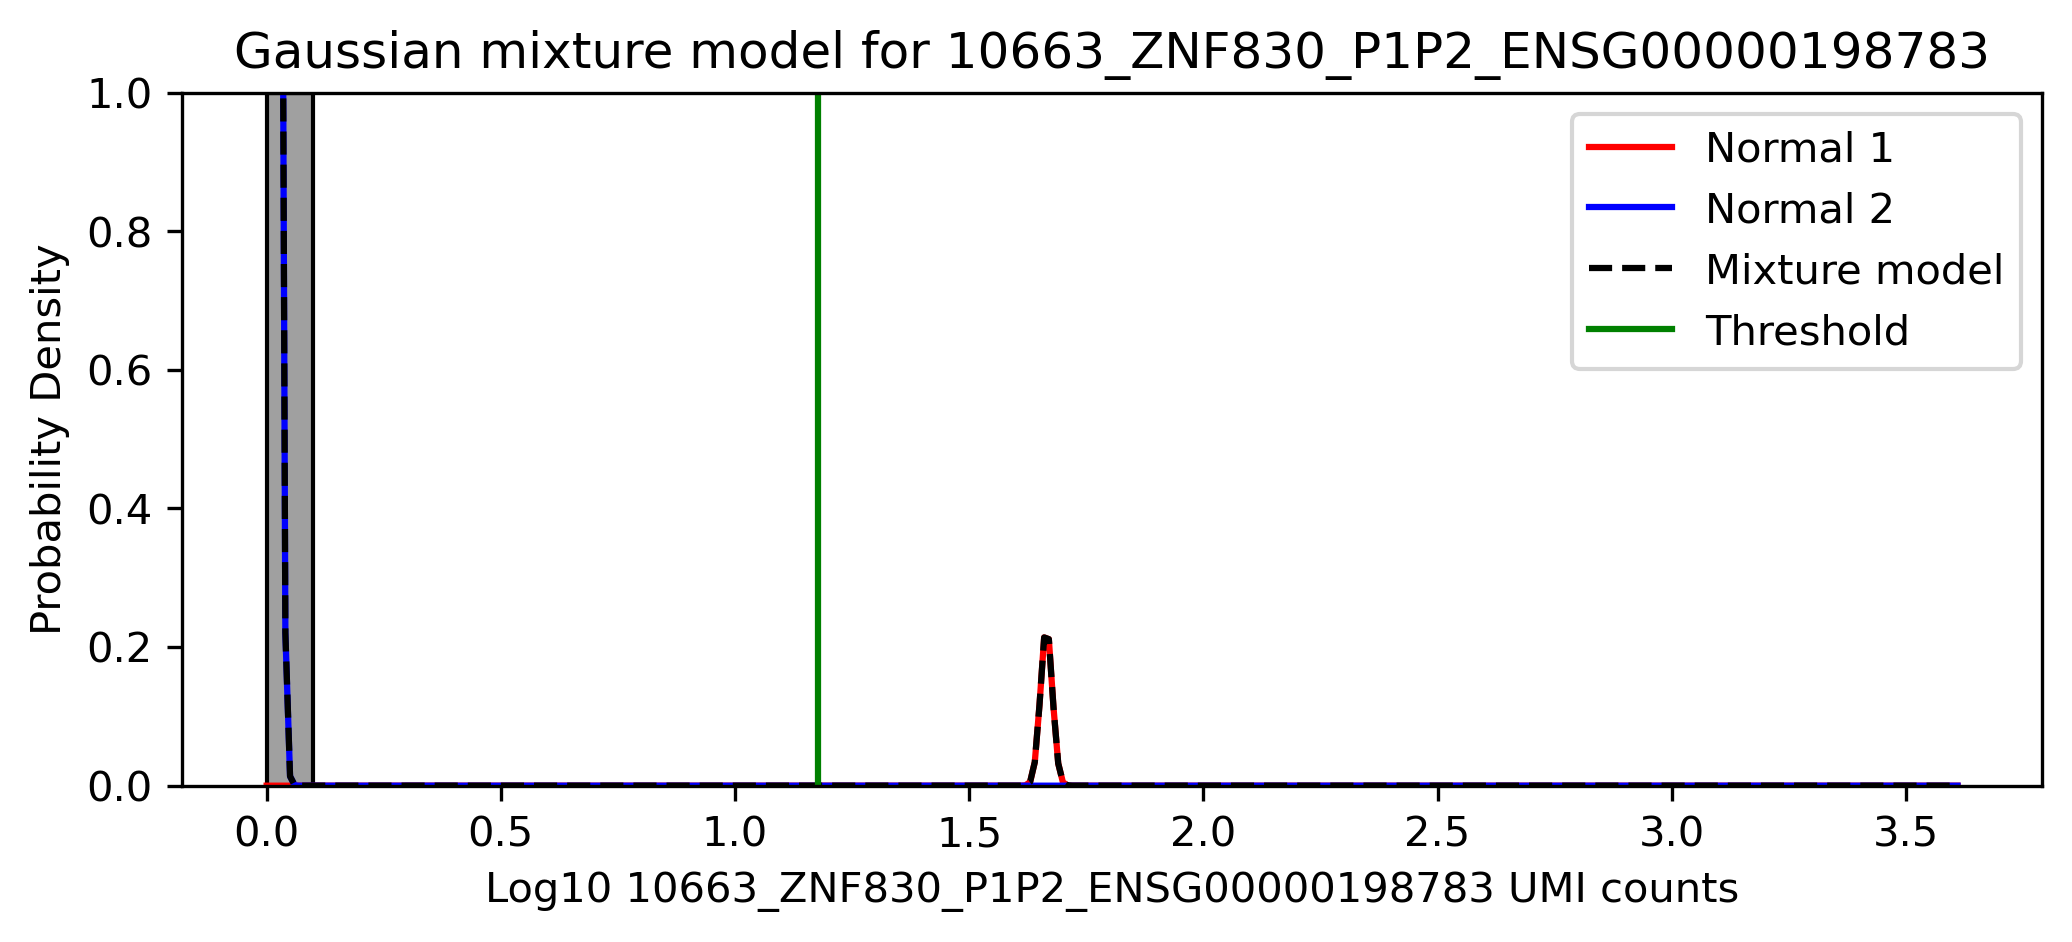 Gaussian mixture model for 10663_ZNF830_P1P2_ENSG00000198783
Probability Density
1.0
0.8
0.6
0.4
0.2
0.0
Normal 1
Normal 2
Mixture model
Threshold
0.0 0.5 1.0 1.5 2.0 2.5 3.0 3.5
Log10 10663_ZNF830_P1P2_ENSG00000198783 UMI counts